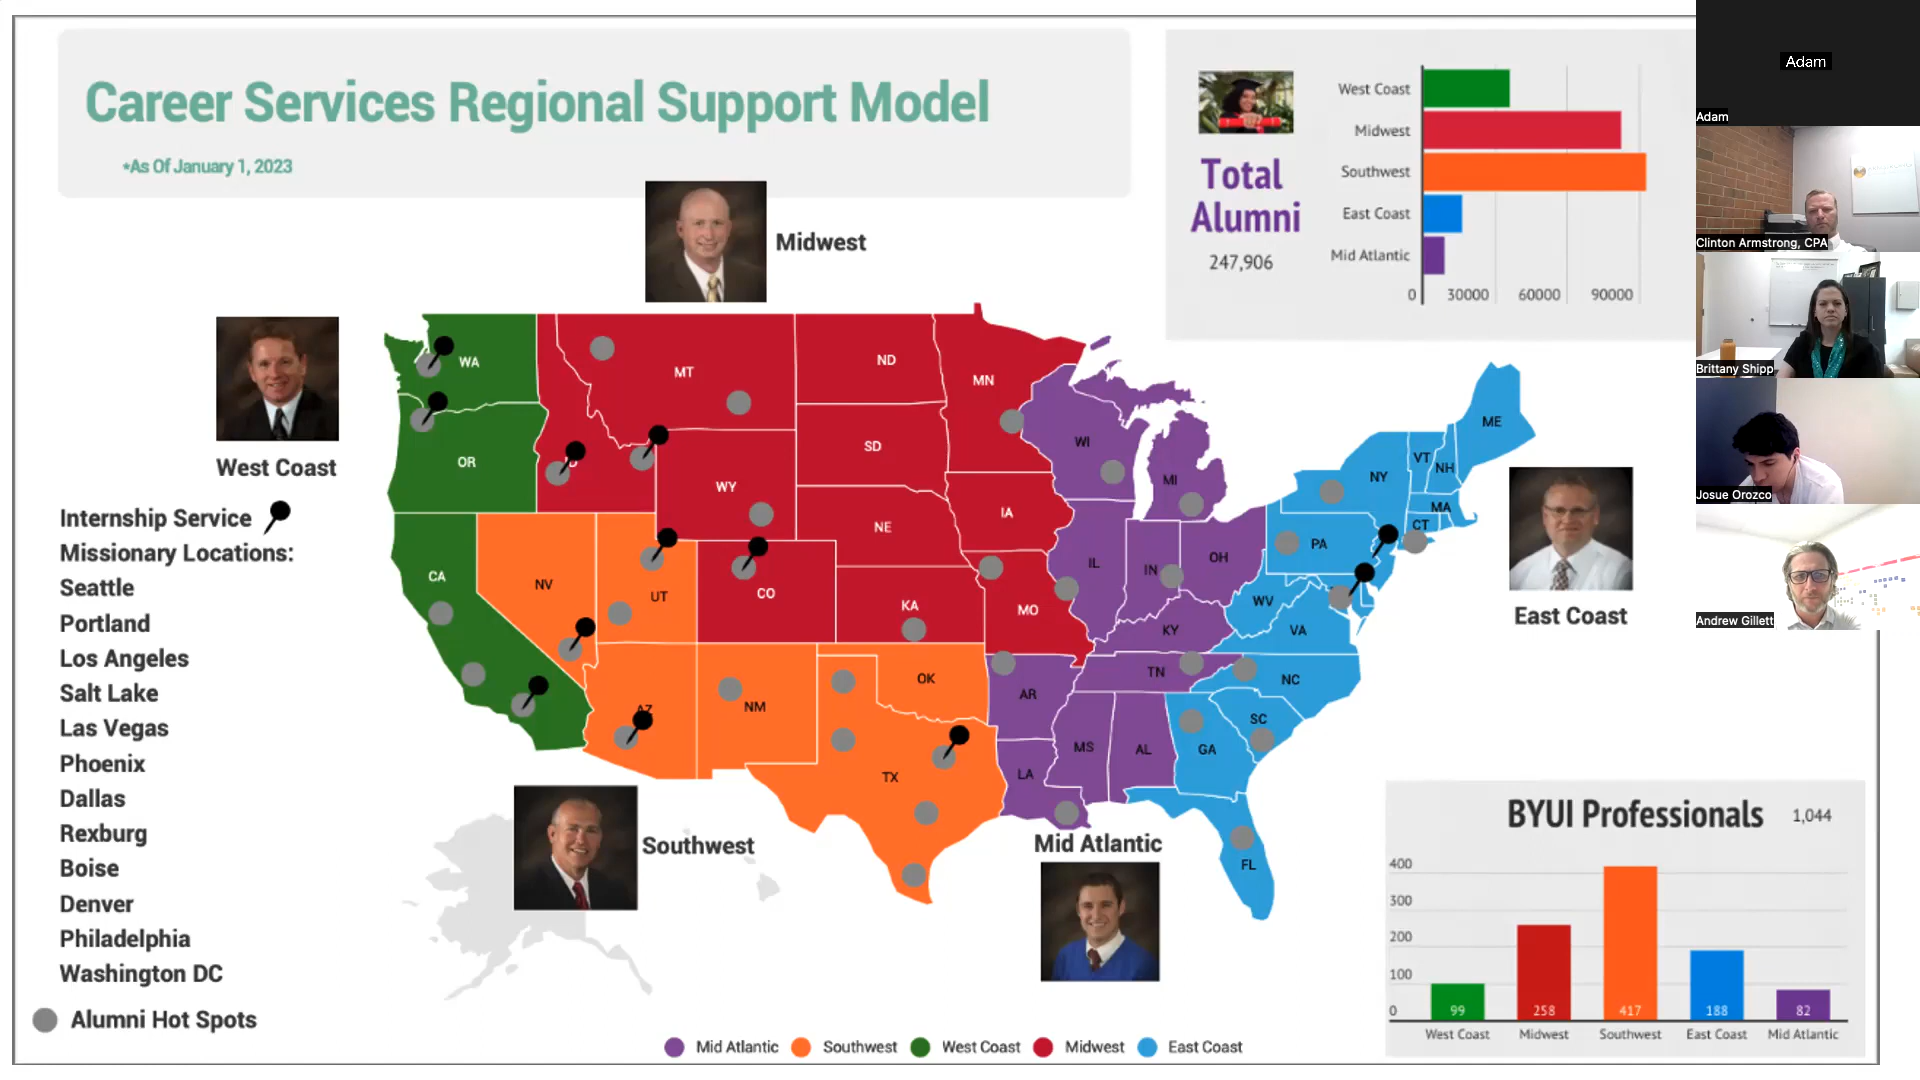 Career Services Regional Support Model
*As Of January 1, 2023
Midwest
West Coast
Internship Service
Missionary Locations:
Seattle
Portland
Los Angeles
Salt Lake
Las Vegas
Phoenix
Dallas
Rexburg
Boise
Denver
Philadelphia
Washington DC
Alumni Hot Spots
Total
Alumni
247,906
West Coast
Midwest
Southwest
East Coast
Mid Atlantic
0 30000 60000 90000
WA
OR
CA
NV
UT
AZ
MT
WY
CO
NM
ND
SD
NE
KA
OK
TX
MN
IA
MO
AR
LA
WI
IL
MI
IN
OH
KY
TN
MS
AL
GA
FL
SC
NC
VA
WV
PA
NY
VT
NH
ME
MA
CT
East Coast
Southwest
Mid Atlantic
Mid Atlantic Southwest West Coast Midwest East Coast
BYUI Professionals 1,044
400
300
200
100
0
99 258 417 188 82
West Coast Midwest Southwest East Coast Mid Atlantic
Adam
Adam
Clinton Armstrong, CPA
Brittany Shipp
Josue Orozco
Andrew Gillett